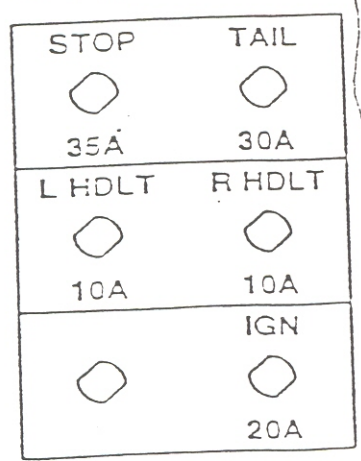 STOP TAIL
35A 30A
L HDLT R HDLT
10A 10A
IGN
20A